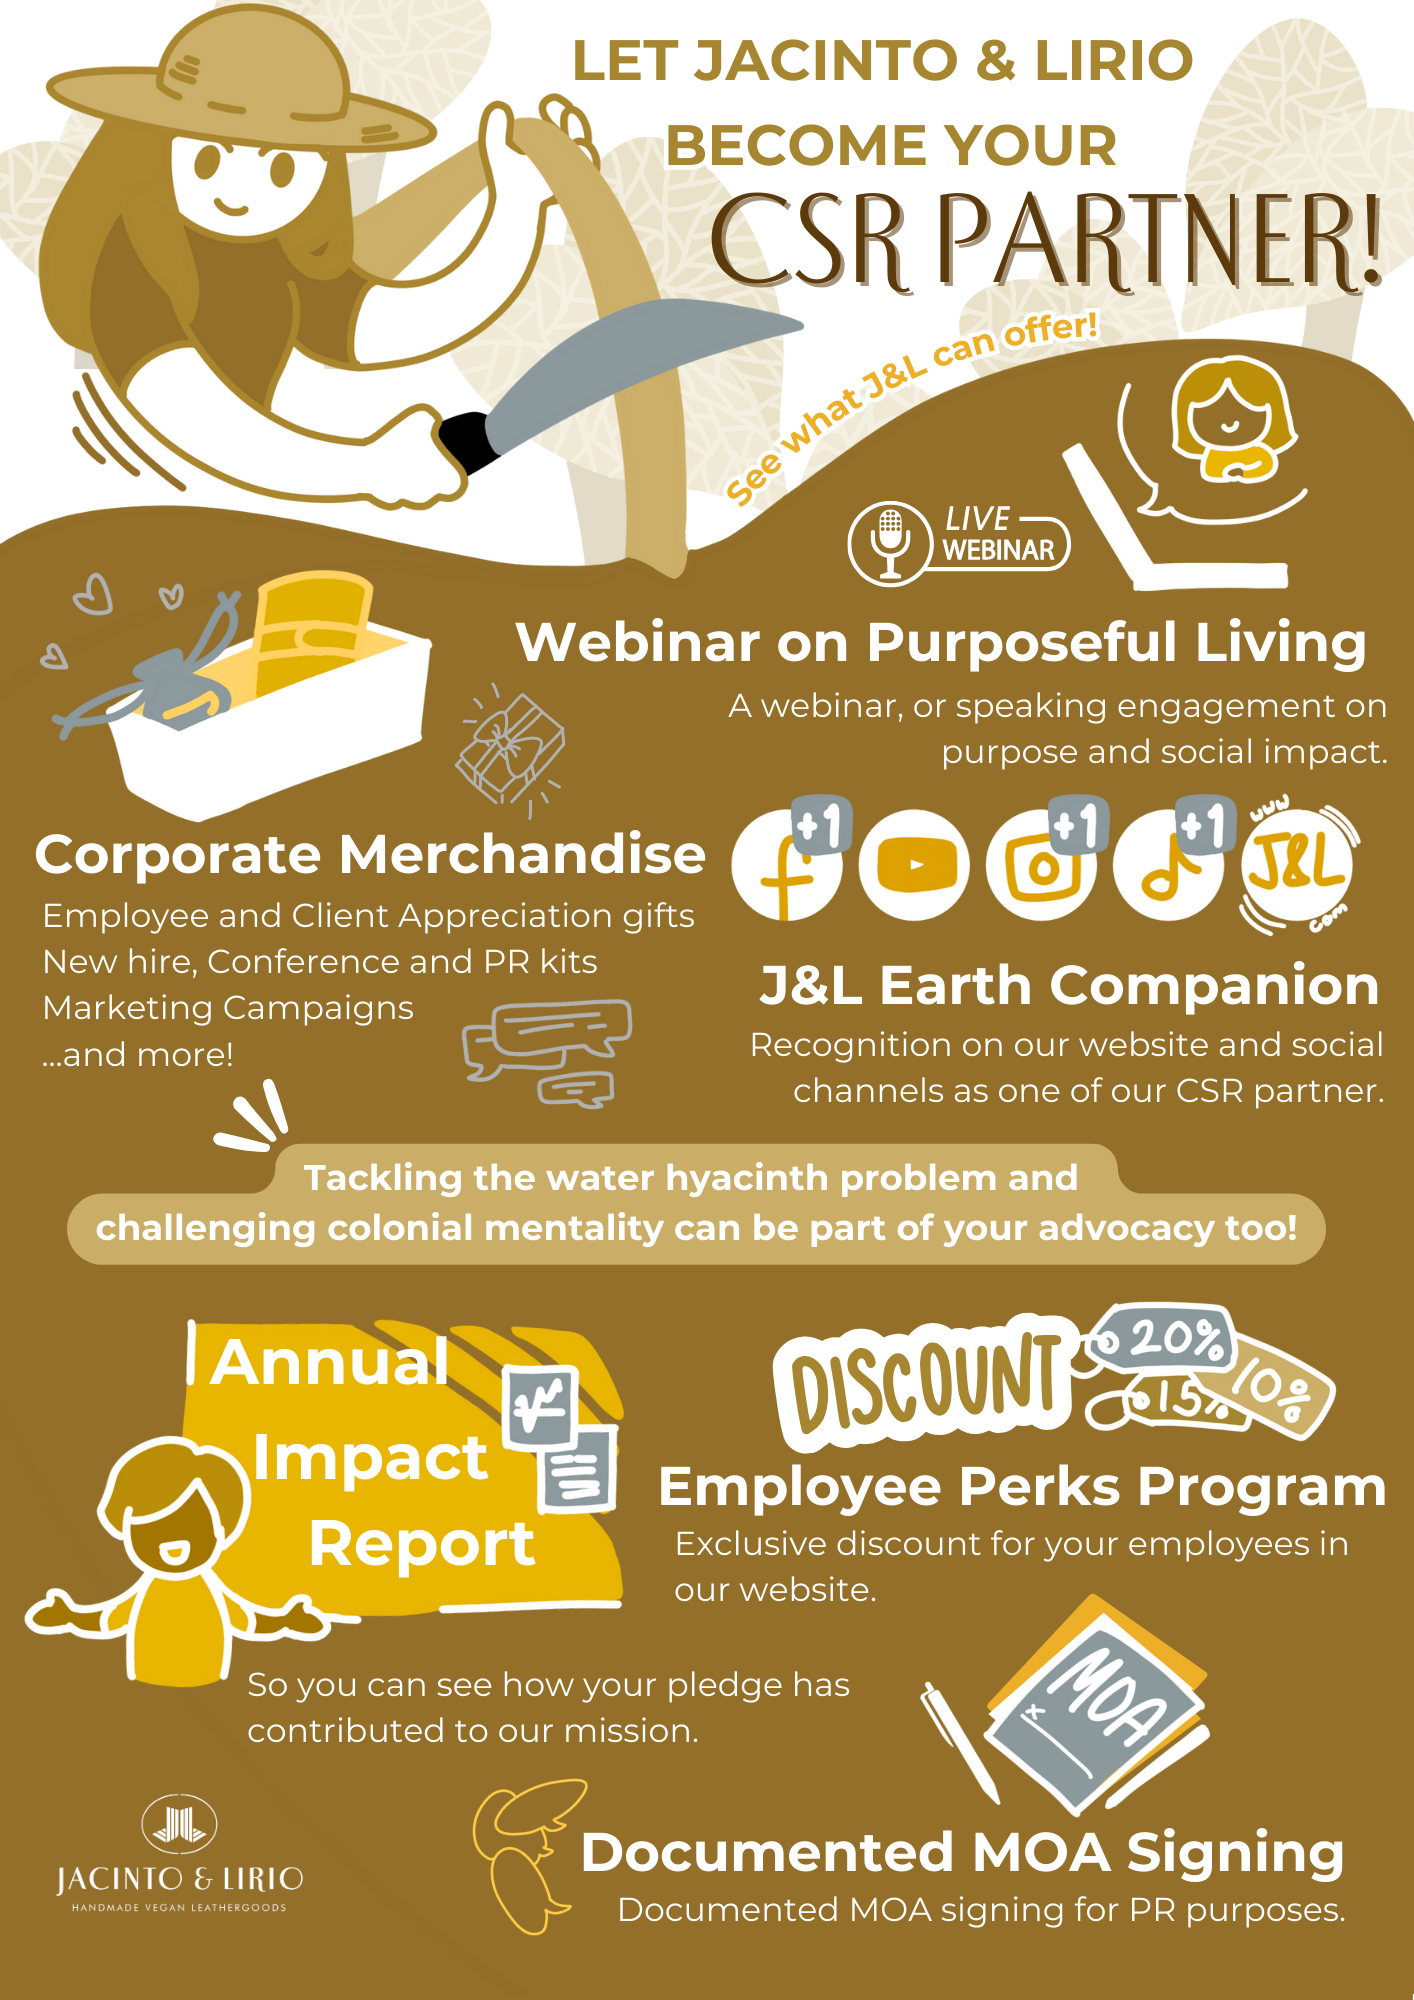 LET JACINTO & LIRIO
BECOME YOUR
CSR PARTNER!
See what J&L can offer!
LIVE
WEBINAR
Webinar on Purposeful Living
A webinar, or speaking engagement on
purpose and social impact.
Corporate Merchandise
Employee and Client Appreciation gifts
New hire, Conference and PR kits
Marketing Campaigns
...and more!
+1
+1
+1
www
J&L
com
J&L Earth Companion
Recognition on our website and social
channels as one of our CSR partner.
Tackling the water hyacinth problem and
challenging colonial mentality can be part of your advocacy too!
Annual
Impact
Report
So you can see how your pledge has
contributed to our mission.
DISCOUNT
20%
15%
10%
Employee Perks Program
Exclusive discount for your employees in
our website.
MOA
x
Documented MOA Signing
Documented MOA signing for PR purposes.
JACINTO & LIRIO
HANDMADE VEGAN LEATHERGOODS